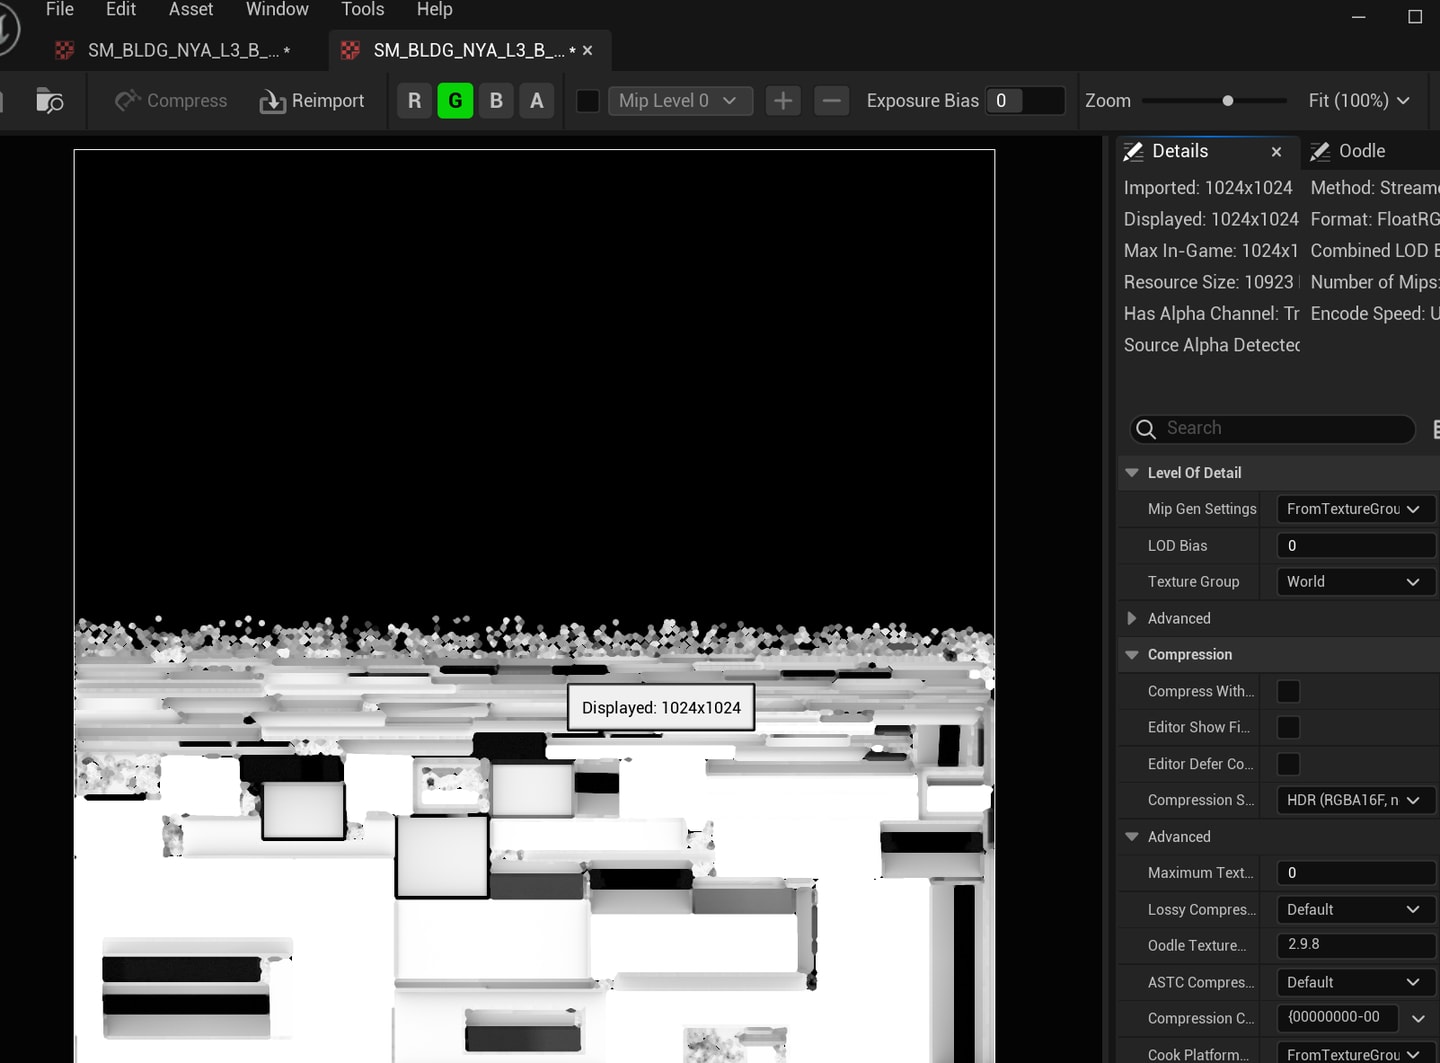 File Edit Asset Window Tools Help
SM_BLDG_NYA_L3_B_... * SM_BLDG_NYA_L3_B_... *
Compress Reimport R G B A Mip Level 0 Exposure Bias 0 Zoom Fit (100%)
Details Oodle
Imported: 1024x1024 Method: Streame
Displayed: 1024x1024 Format: FloatRG
Max In-Game: 1024x1 Combined LOD B
Resource Size: 10923 Number of Mips:
Has Alpha Channel: Tr Encode Speed: U
Source Alpha Detected
Search
Level Of Detail
Mip Gen Settings FromTextureGrou
LOD Bias 0
Texture Group World
Advanced
Compression
Displayed: 1024x1024
Compress With...
Editor Show Fi...
Editor Defer Co...
Compression S... HDR (RGBA16F, n
Advanced
Maximum Text... 0
Lossy Compres... Default
Oodle Texture... 2.9.8
ASTC Compres... Default
Compression C... {00000000-00
Cook Platform... FromTextureGrou